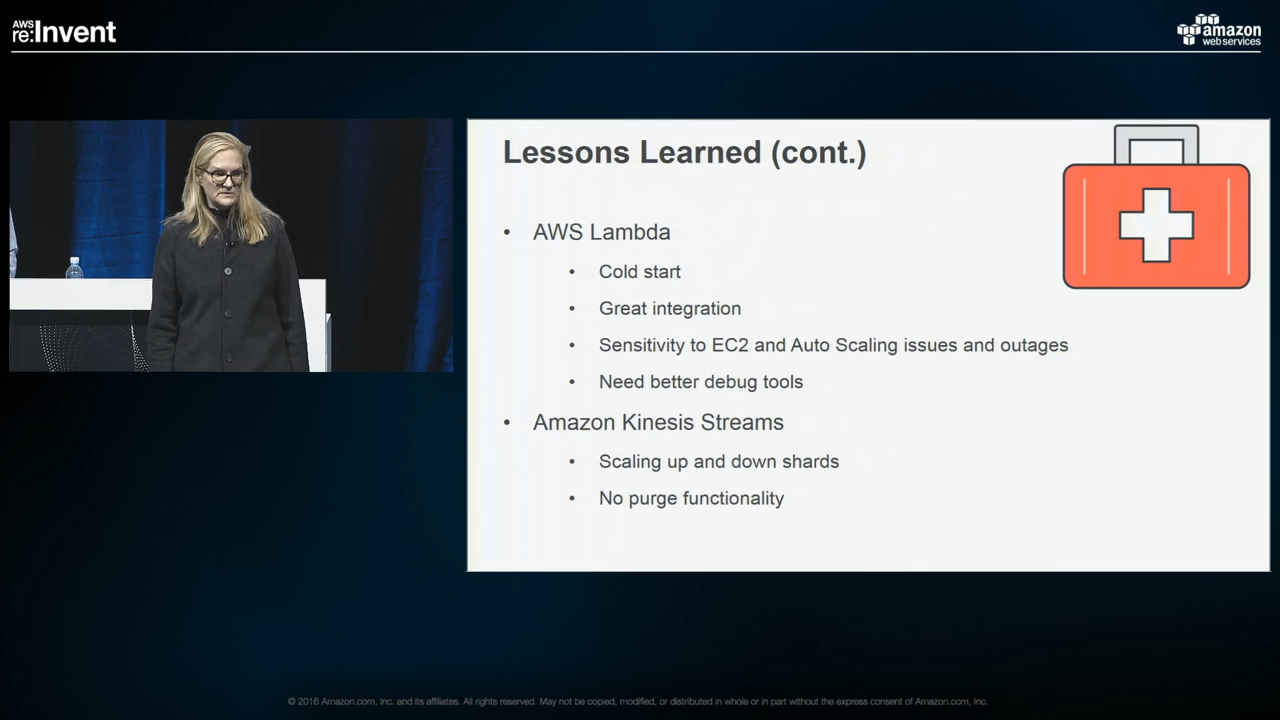 AWS
re:Invent
amazon
web services
Lessons Learned (cont.)
• AWS Lambda
• Cold start
• Great integration
• Sensitivity to EC2 and Auto Scaling issues and outages
• Need better debug tools
• Amazon Kinesis Streams
• Scaling up and down shards
• No purge functionality
© 2016 Amazon.com, Inc. and its affiliates. All rights reserved. May not be copied, modified, or distributed in whole or in part without the express consent of Amazon.com, Inc.